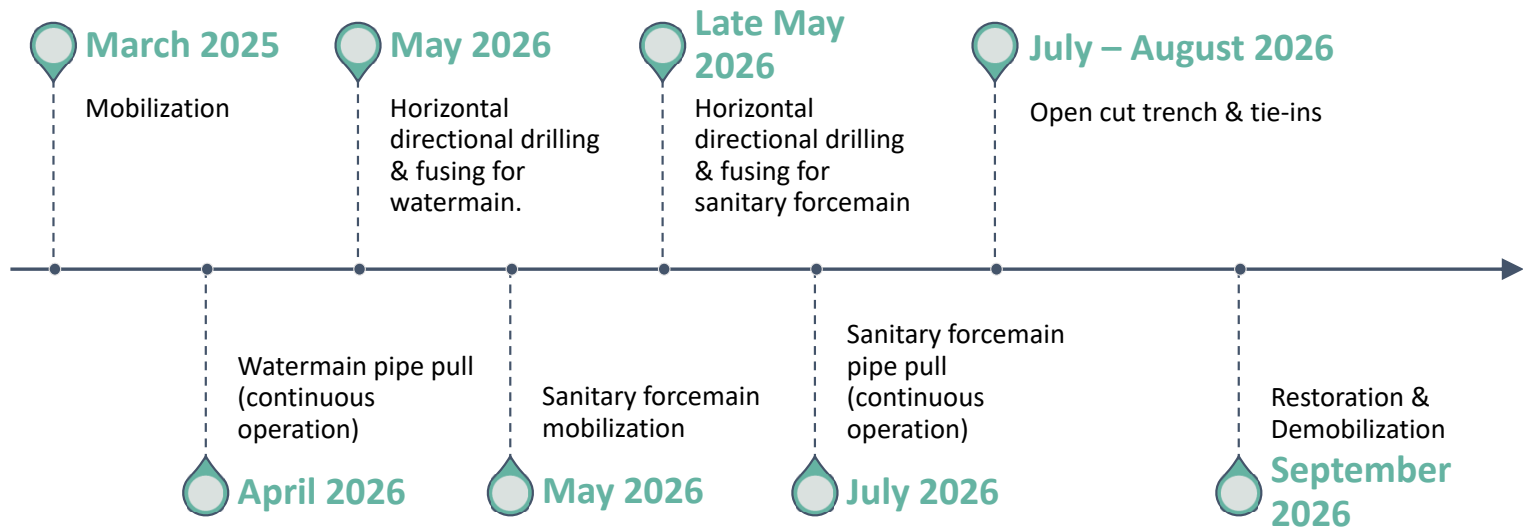 March 2025
Mobilization
May 2026
Horizontal
directional drilling
& fusing for
watermain.
Late May
2026
Horizontal
directional drilling
& fusing for
sanitary forcemain
July – August 2026
Open cut trench & tie-ins
Watermain pipe pull
(continuous
operation)
April 2026
Sanitary forcemain
mobilization
May 2026
Sanitary forcemain
pipe pull
(continuous
operation)
July 2026
Restoration &
Demobilization
September
2026